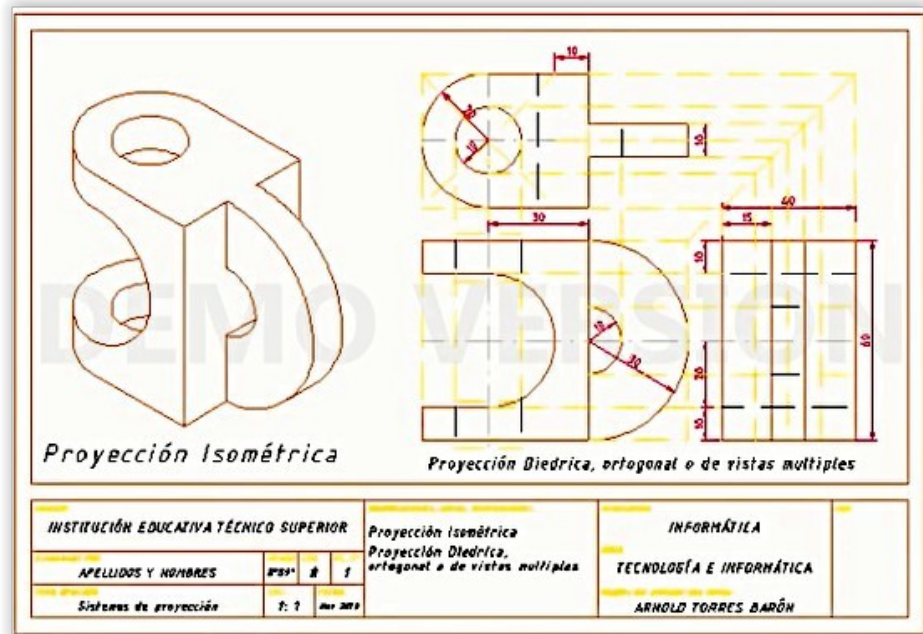 10
10
30
40
15
10
10
60
30
20
10
DEMO VERSION
Proyección Isométrica
Proyección Diedrica, ortogonal o de vistas multiples
INSTITUCIÓN EDUCATIVA TÉCNICO SUPERIOR
APELLIDOS Y NOMBRES
1
Sistemas de proyección
1:1
Proyección Isométrica
Proyección Diedrica,
ortogonal o de vistas multiples
INFORMÁTICA
TECNOLOGÍA E INFORMÁTICA
ARNOLD TORRES BARÓN